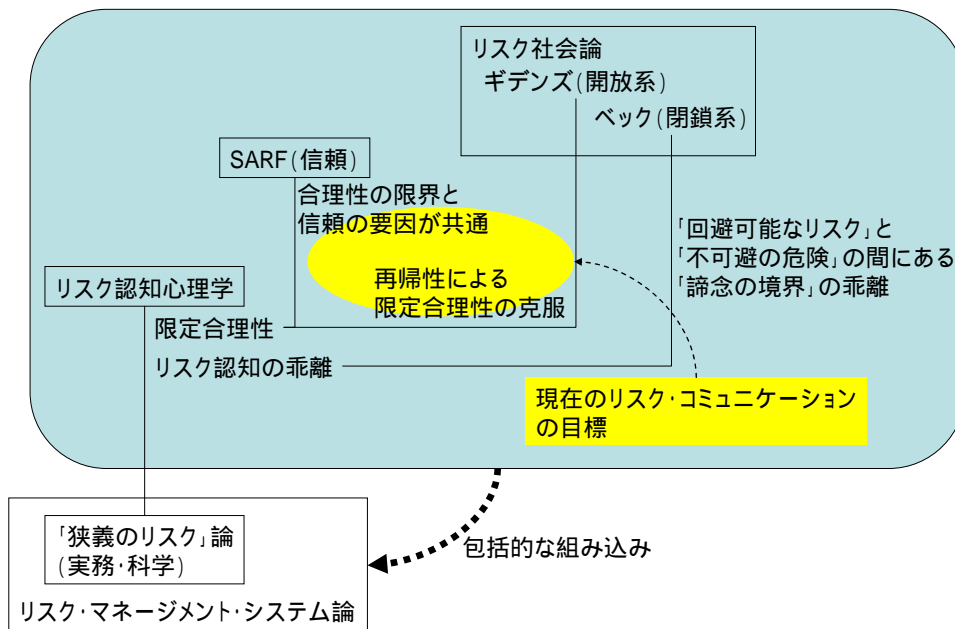 リスク社会論
ギデンズ(開放系)
ベック(閉鎖系)
SARF(信頼)
合理性の限界と
信頼の要因が共通
「回避可能なリスク」と
「不可避の危険」の間にある
「諦念の境界」の乖離
再帰性による
限定合理性の克服
リスク認知心理学
限定合理性
リスク認知の乖離
現在のリスク・コミュニケーション
の目標
「狭義のリスク」論
(実務・科学)
包括的な組み込み
リスク・マネージメント・システム論